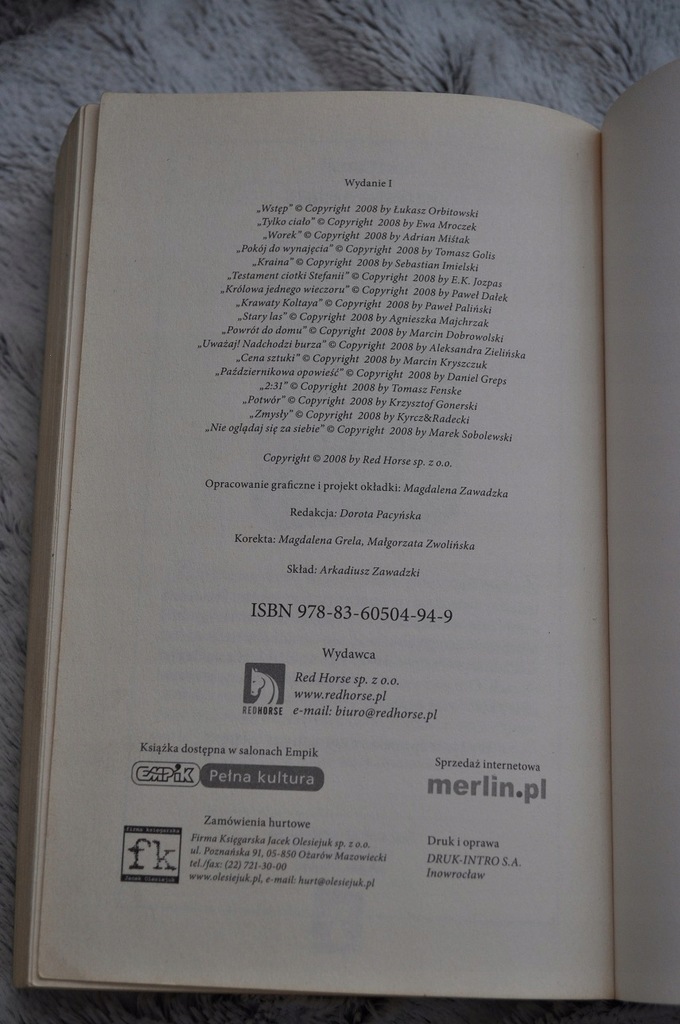 Wydanie I
„Wstęp” © Copyright 2008 by Łukasz Orbitowski
„Tylko ciało” © Copyright 2008 by Ewa Mroczek
„Worek” © Copyright 2008 by Adrian Miśtak
„Pokój do wynajęcia” © Copyright 2008 by Tomasz Golis
„Kraina” © Copyright 2008 by Sebastian Imielski
„Testament ciotki Stefanii” © Copyright 2008 by E.K. Jozpas
„Królowa jednego wieczoru” © Copyright 2008 by Paweł Dałek
„Krawaty Kołtaya” © Copyright 2008 by Paweł Paliński
„Stary las” © Copyright 2008 by Agnieszka Majchrzak
„Powrót do domu” © Copyright 2008 by Marcin Dobrowolski
„Uważaj! Nadchodzi burza” © Copyright 2008 by Aleksandra Zielińska
„Cena sztuki” © Copyright 2008 by Marcin Kryszczuk
„Październikowa opowieść” © Copyright 2008 by Daniel Greps
„2:31” © Copyright 2008 by Tomasz Fenske
„Potwór” © Copyright 2008 by Krzysztof Gonerski
„Zmysły” © Copyright 2008 by Kyrcz&Radecki
„Nie oglądaj się za siebie” © Copyright 2008 by Marek Sobolewski
Copyright © 2008 by Red Horse sp. z o.o.
Opracowanie graficzne i projekt okładki: Magdalena Zawadzka
Redakcja: Dorota Pacyńska
Korekta: Magdalena Grela, Małgorzata Zwolińska
Skład: Arkadiusz Zawadzki
ISBN 978-83-60504-94-9
Wydawca
REDHORSE
Red Horse sp. z o.o.
www.redhorse.pl
e-mail: biuro@redhorse.pl
Książka dostępna w salonach Empik
EMPiK Pełna kultura
Sprzedaż internetowa
merlin.pl
Zamówienia hurtowe
firma księgarska
fk
Jacek Olesiejuk
Firma Księgarska Jacek Olesiejuk sp. z o.o.
ul. Poznańska 91, 05-850 Ożarów Mazowiecki
tel./fax: (22) 721-30-00
www.olesiejuk.pl, e-mail: hurt@olesiejuk.pl
Druk i oprawa
DRUK-INTRO S.A.
Inowrocław